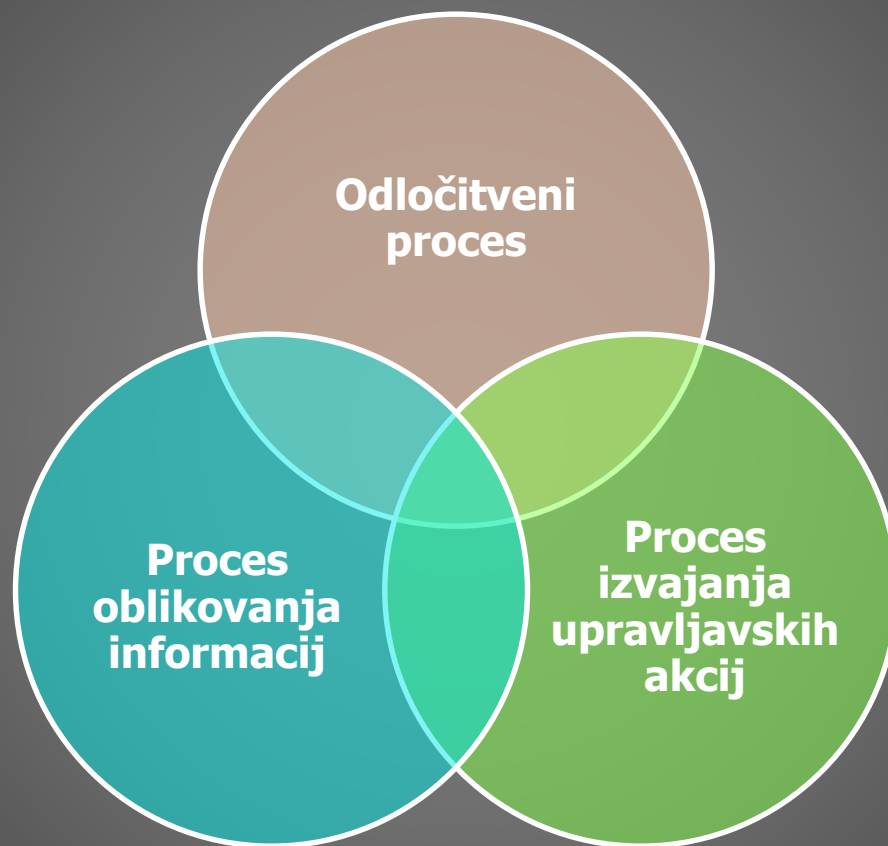 Odločitveni
proces
Proces
oblikovanja
informacij
Proces
izvajanja
upravljavskih
akcij